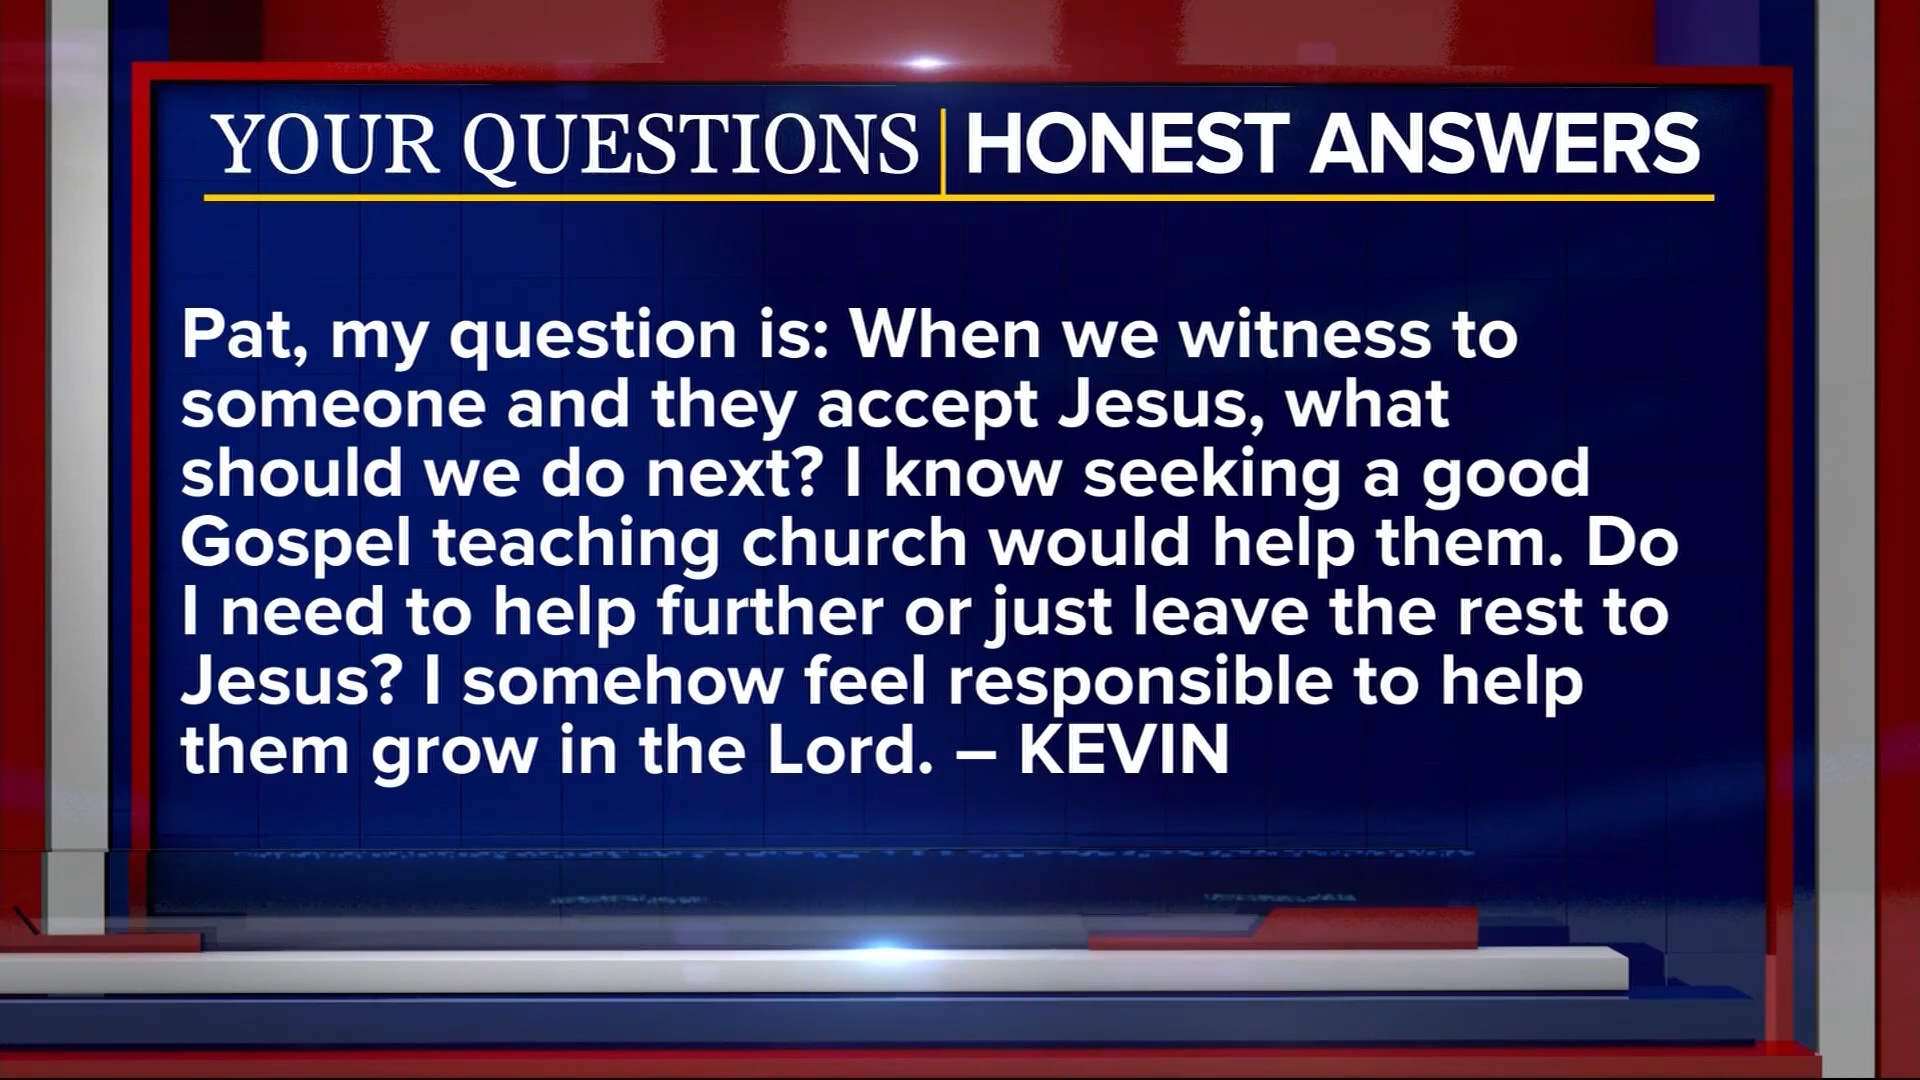 YOUR QUESTIONS | HONEST ANSWERS
Pat, my question is: When we witness to
someone and they accept Jesus, what
should we do next? I know seeking a good
Gospel teaching church would help them. Do
I need to help further or just leave the rest to
Jesus? I somehow feel responsible to help
them grow in the Lord. – KEVIN